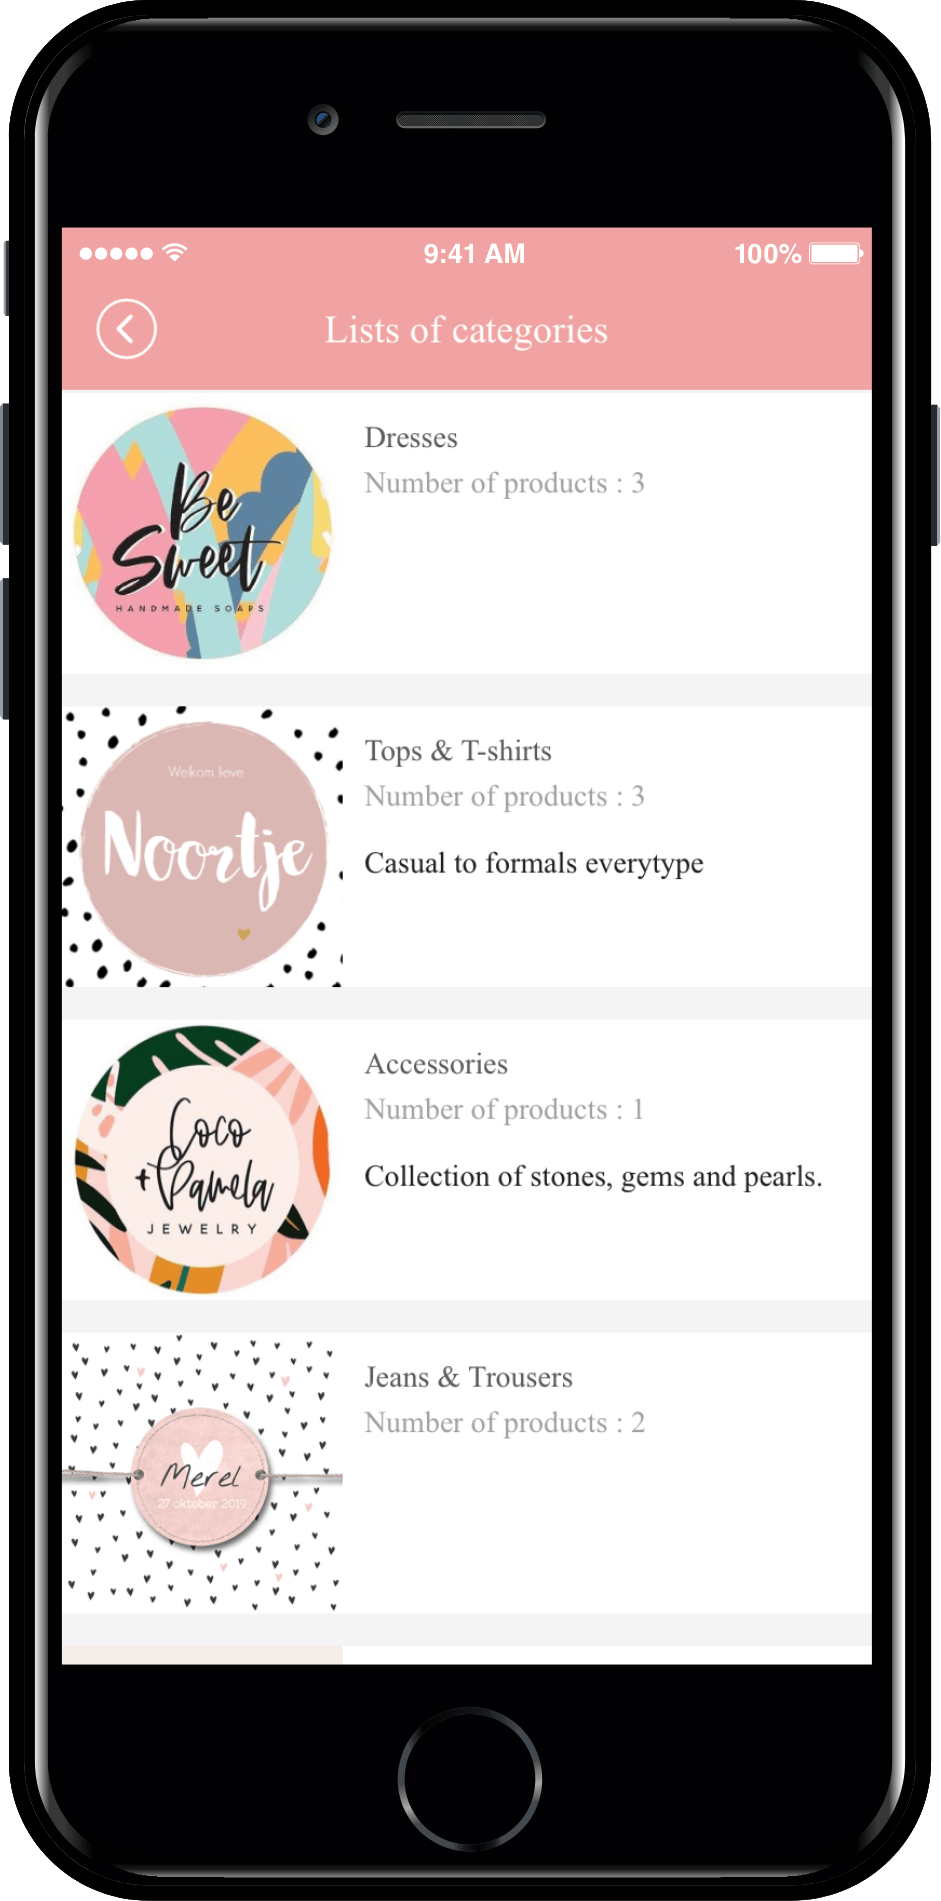 9:41 AM
100%
Lists of categories
Be
Sweet
HANDMADE SOAPS
Dresses
Number of products : 3
Welkom lieve
Noortje
Tops & T-shirts
Number of products : 3
Casual to formals everytype
Coco
+Pamela
JEWELRY
Accessories
Number of products : 1
Collection of stones, gems and pearls.
Merel
27 oktober 2019
Jeans & Trousers
Number of products : 2